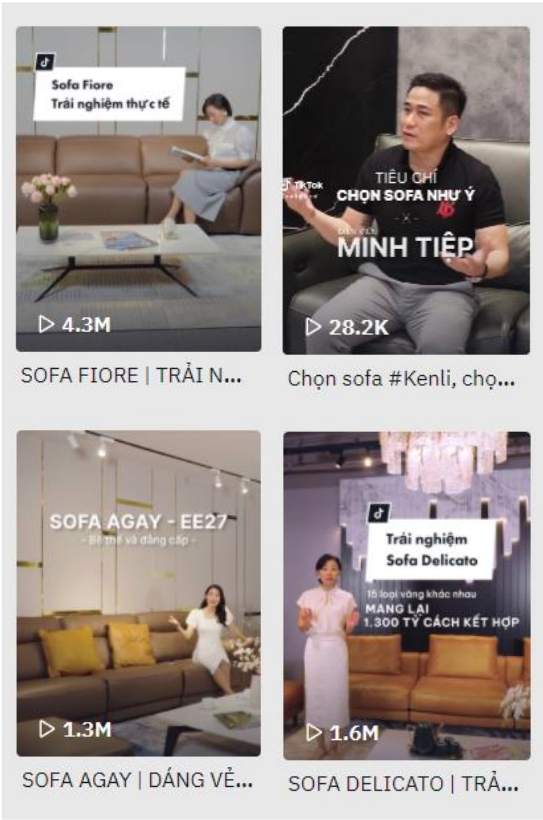 Sofa Fiore
Trải nghiệm thực tế
4.3M
SOFA FIORE | TRẢI N...
TikTok
TIÊU CHÍ
CHỌN SOFA NHƯ Ý
MINH TIỆP
28.2K
Chọn sofa #Kenli, chọ...
SOFA AGAY - EE27
- Bề thế và đẳng cấp -
1.3M
SOFA AGAY | DÁNG VẺ...
Trải nghiệm
Sofa Delicato
15 loại văng khác nhau
MANG LẠI
1.300 TỶ CÁCH KẾT HỢP
1.6M
SOFA DELICATO | TRẢ...